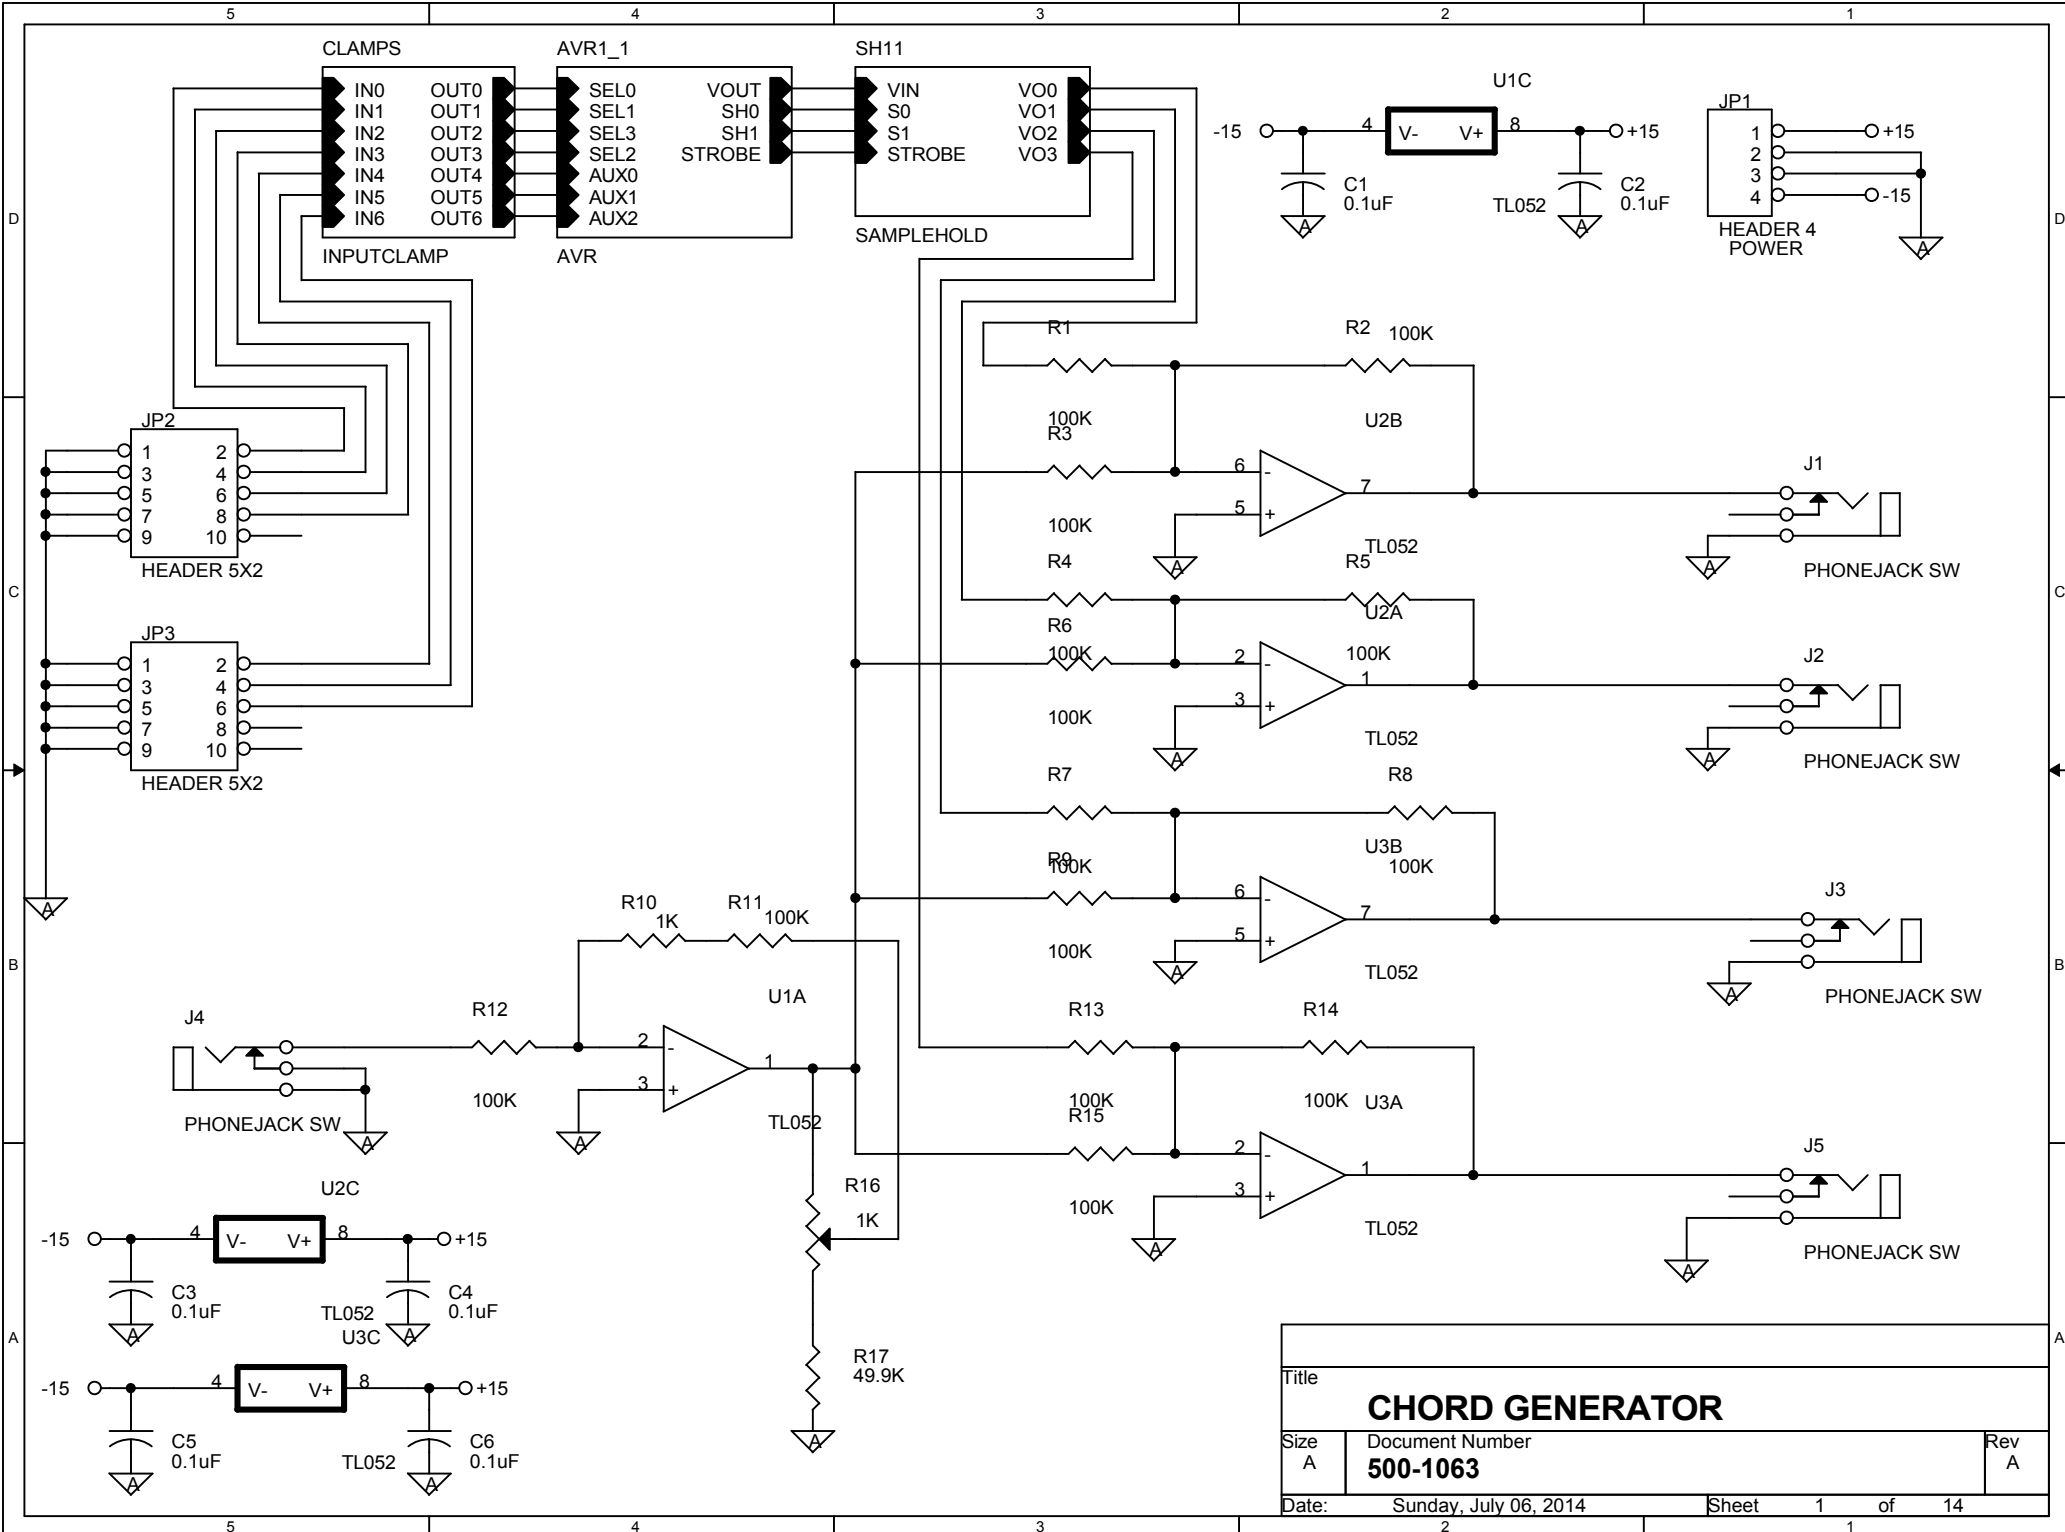 5 4 3 2 1
CLAMPS AVR1_1 SH11
IN0 OUT0 SEL0 VOUT VIN VO0
IN1 OUT1 SEL1 SH0 S0 VO1
IN2 OUT2 SEL3 SH1 S1 VO2
IN3 OUT3 SEL2 STROBE STROBE VO3
IN4 OUT4 AUX0
IN5 OUT5 AUX1
IN6 OUT6 AUX2
INPUTCLAMP AVR SAMPLEHOLD
U1C
-15 4 V- V+ 8 +15
C1
0.1uF
TL052
C2
0.1uF
A A
JP1
1 +15
2
3
4 -15
HEADER 4
POWER
A
D D
JP2
1 2
3 4
5 6
7 8
9 10
HEADER 5X2
JP3
1 2
3 4
5 6
7 8
9 10
HEADER 5X2
A
C C
R1 R2 100K
100K
R3
U2B
6 -
7
5 +
100K
TL052
A
J1
A
PHONEJACK SW
R4 R5
U2A
R6
100K 100K
2 -
1
3 +
100K
TL052
A
J2
A
PHONEJACK SW
R7 R8
U3B
R9 100K 100K
6 -
7
5 +
100K
TL052
A
J3
A
PHONEJACK SW
B B
R10 1K R11 100K
U1A
J4
R12
2 -
1
3 +
100K
TL052
PHONEJACK SW
A A
R13 R14
100K 100K U3A
R15
2 -
1
3 +
100K
TL052
A
J5
A
PHONEJACK SW
R16
1K
R17
49.9K
A
U2C
-15 4 V- V+ 8 +15
C3
0.1uF
TL052
C4
0.1uF
A A
U3C
-15 4 V- V+ 8 +15
C5
0.1uF
TL052
C6
0.1uF
A A
A A
Title
CHORD GENERATOR
Size Document Number Rev
A 500-1063 A
Date: Sunday, July 06, 2014 Sheet 1 of 14
5 4 3 2 1